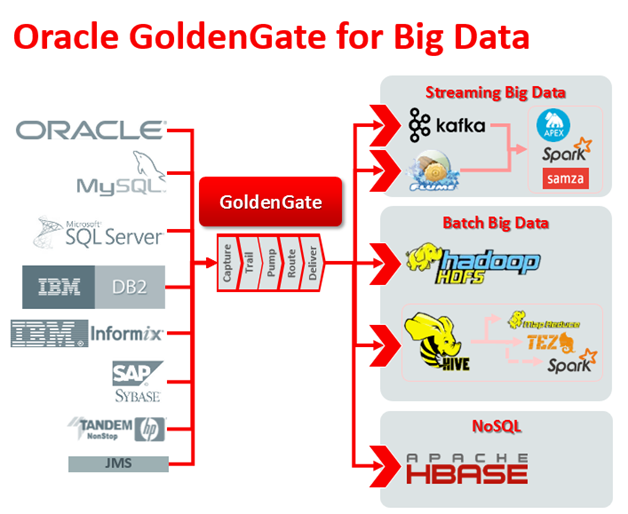 Oracle GoldenGate for Big Data
ORACLE
MySQL
Microsoft
SQL Server
IBM DB2
IBM Informix
SAP
SYBASE
TANDEM
NonStop
hp
JMS
GoldenGate
Capture
Trail
Pump
Route
Deliver
Streaming Big Data
kafka
FLUME
APEX
Spark
samza
Batch Big Data
hadoop
HDFS
HIVE
Map Reduce
TEZ
Spark
NoSQL
APACHE
HBASE